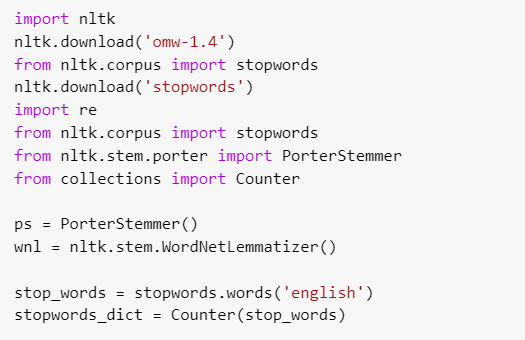 import nltk
nltk.download('omw-1.4')
from nltk.corpus import stopwords
nltk.download('stopwords')
import re
from nltk.corpus import stopwords
from nltk.stem.porter import PorterStemmer
from collections import Counter
ps = PorterStemmer()
wnl = nltk.stem.WordNetLemmatizer()
stop_words = stopwords.words('english')
stopwords_dict = Counter(stop_words)